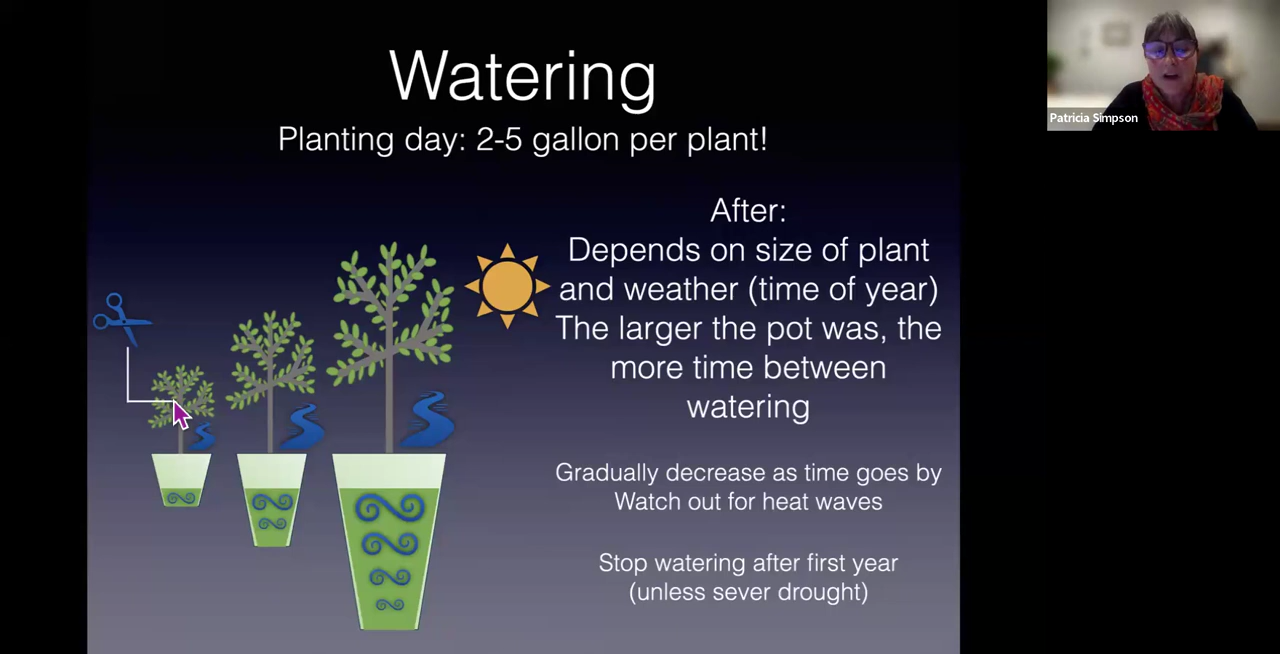 Watering
Planting day: 2-5 gallon per plant!
After:
Depends on size of plant
and weather (time of year)
The larger the pot was, the
more time between
watering
Gradually decrease as time goes by
Watch out for heat waves
Stop watering after first year
(unless sever drought)
Patricia Simpson